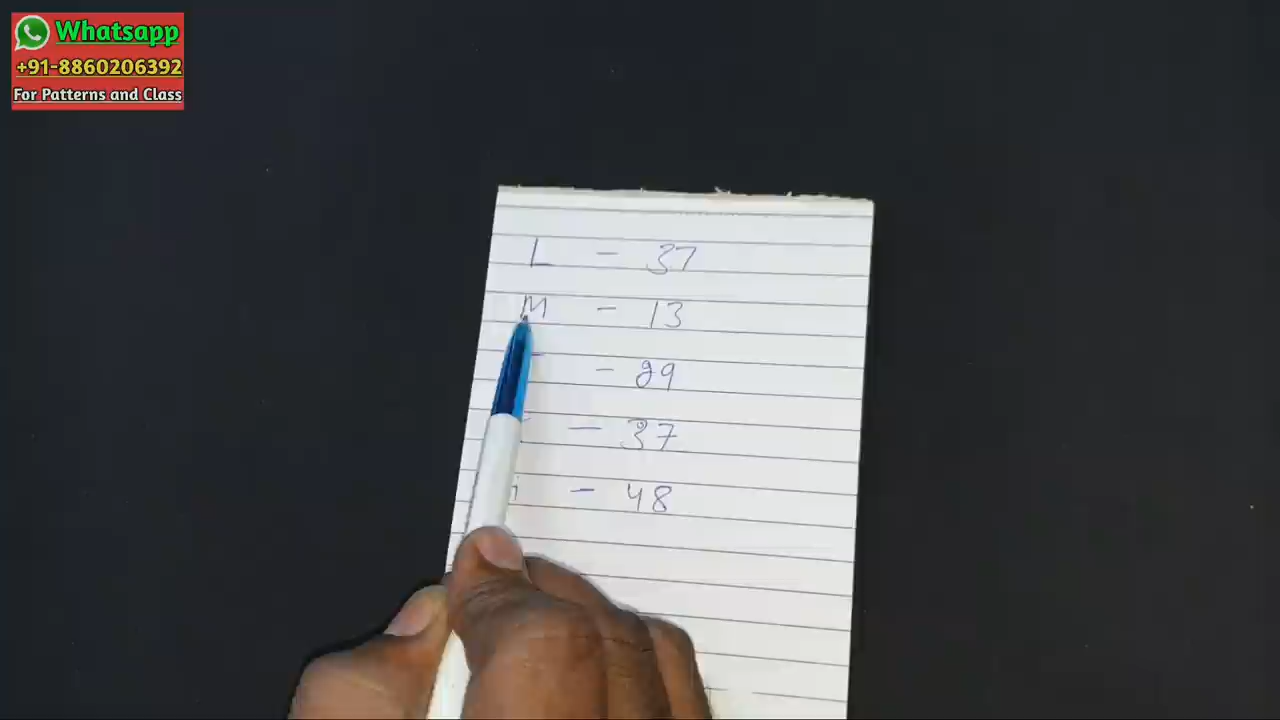 Whatsapp
+91-8860206392
For Patterns and Class
L - 37
M - 13
- 29
- 37
- 48